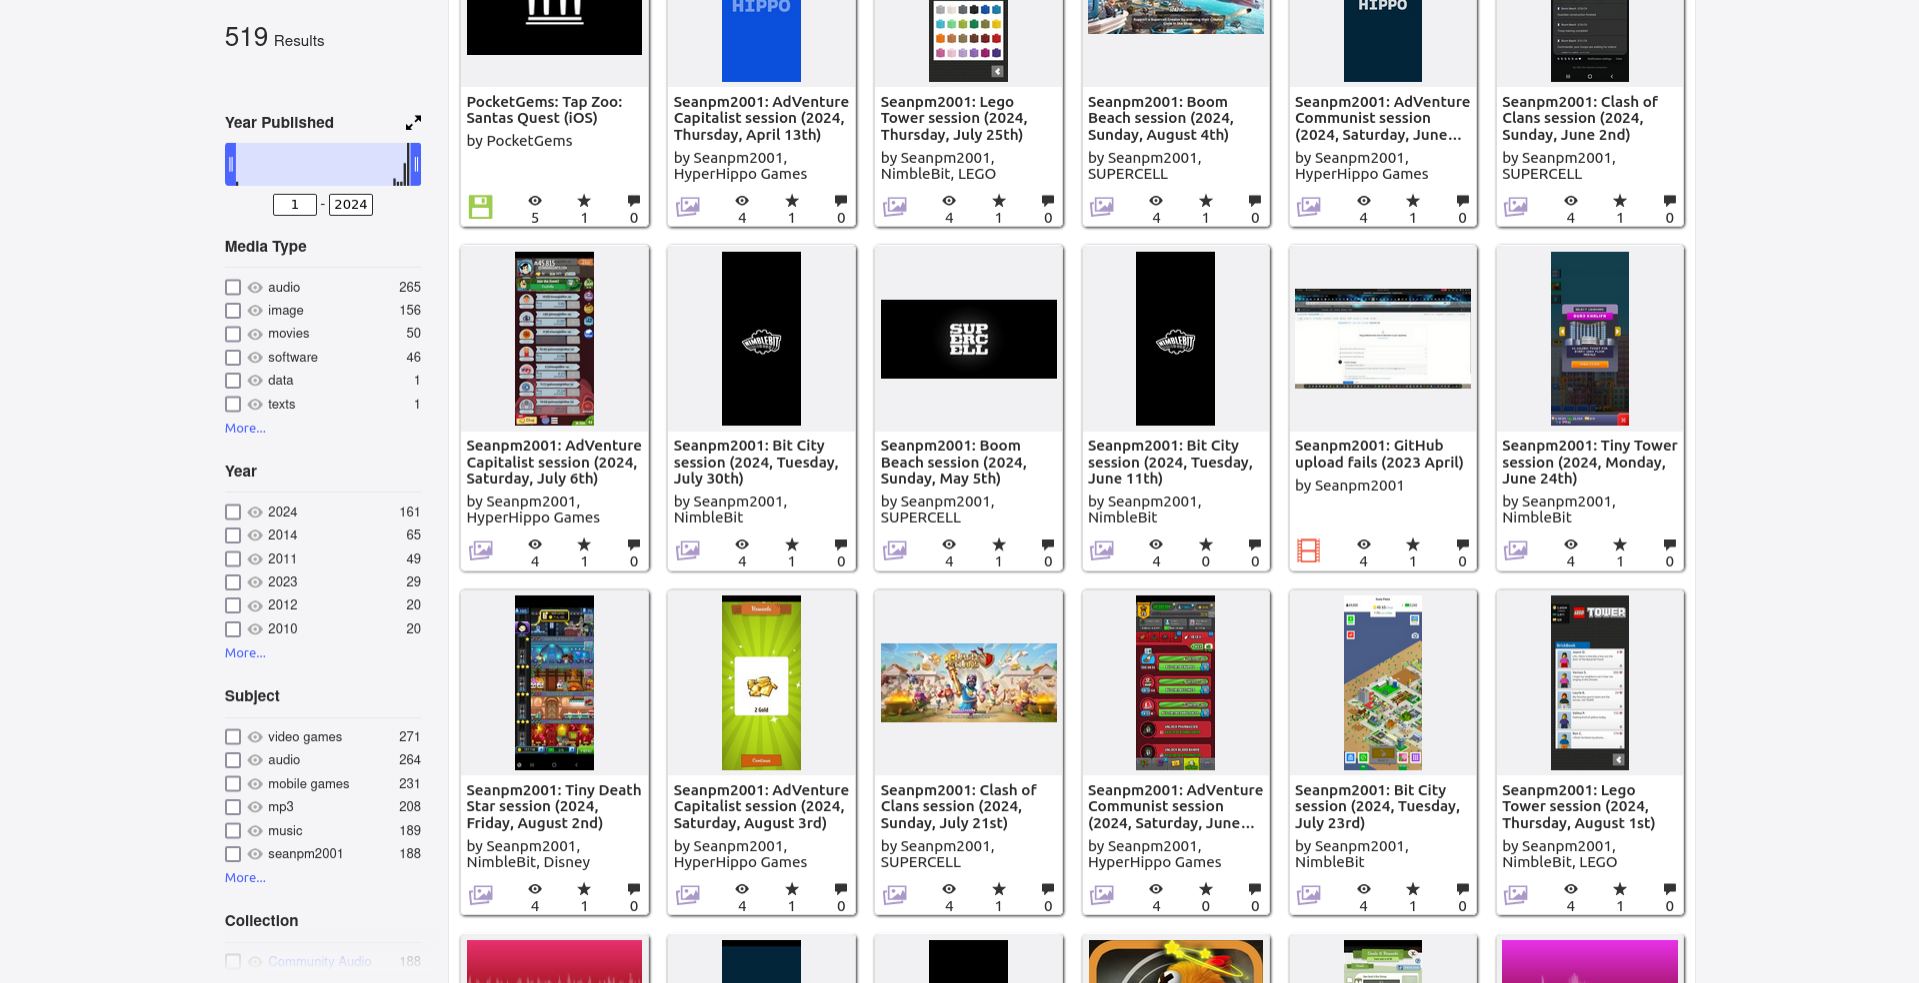 519 Results
Year Published
1 - 2024
Media Type
audio 265
image 156
movies 50
software 46
data 1
texts 1
More...
Year
2024 161
2014 65
2011 49
2023 29
2012 20
2010 20
More...
Subject
video games 271
audio 264
mobile games 231
mp3 208
music 189
seanpm2001 188
More...
Collection
Community Audio 188
HIPPO
HIPPO
PocketGems: Tap Zoo:
Santas Quest (iOS)
by PocketGems
5 1 0
Seanpm2001: AdVenture
Capitalist session (2024,
Thursday, April 13th)
by Seanpm2001,
HyperHippo Games
4 1 0
Seanpm2001: Lego
Tower session (2024,
Thursday, July 25th)
by Seanpm2001,
NimbleBit, LEGO
4 1 0
Seanpm2001: Boom
Beach session (2024,
Sunday, August 4th)
by Seanpm2001,
SUPERCELL
4 1 0
Seanpm2001: AdVenture
Communist session
(2024, Saturday, June...
by Seanpm2001,
HyperHippo Games
4 1 0
Seanpm2001: Clash of
Clans session (2024,
Sunday, June 2nd)
by Seanpm2001,
SUPERCELL
4 1 0
Seanpm2001: AdVenture
Capitalist session (2024,
Saturday, July 6th)
by Seanpm2001,
HyperHippo Games
4 1 0
NIMBLEBIT
Seanpm2001: Bit City
session (2024, Tuesday,
July 30th)
by Seanpm2001,
NimbleBit
4 1 0
SUP
ERC
ELL
Seanpm2001: Boom
Beach session (2024,
Sunday, May 5th)
by Seanpm2001,
SUPERCELL
4 1 0
NIMBLEBIT
Seanpm2001: Bit City
session (2024, Tuesday,
June 11th)
by Seanpm2001,
NimbleBit
4 0 0
Seanpm2001: GitHub
upload fails (2023 April)
by Seanpm2001
4 1 0
Seanpm2001: Tiny Tower
session (2024, Monday,
June 24th)
by Seanpm2001,
NimbleBit
4 1 0
Seanpm2001: Tiny Death
Star session (2024,
Friday, August 2nd)
by Seanpm2001,
NimbleBit, Disney
4 1 0
Rewards
2 Gold
Continue
Seanpm2001: AdVenture
Capitalist session (2024,
Saturday, August 3rd)
by Seanpm2001,
HyperHippo Games
4 1 0
Seanpm2001: Clash of
Clans session (2024,
Sunday, July 21st)
by Seanpm2001,
SUPERCELL
4 1 0
Seanpm2001: AdVenture
Communist session
(2024, Saturday, June...
by Seanpm2001,
HyperHippo Games
4 0 0
Seanpm2001: Bit City
session (2024, Tuesday,
July 23rd)
by Seanpm2001,
NimbleBit
4 1 0
LEGO TOWER
Seanpm2001: Lego
Tower session (2024,
Thursday, August 1st)
by Seanpm2001,
NimbleBit, LEGO
4 1 0